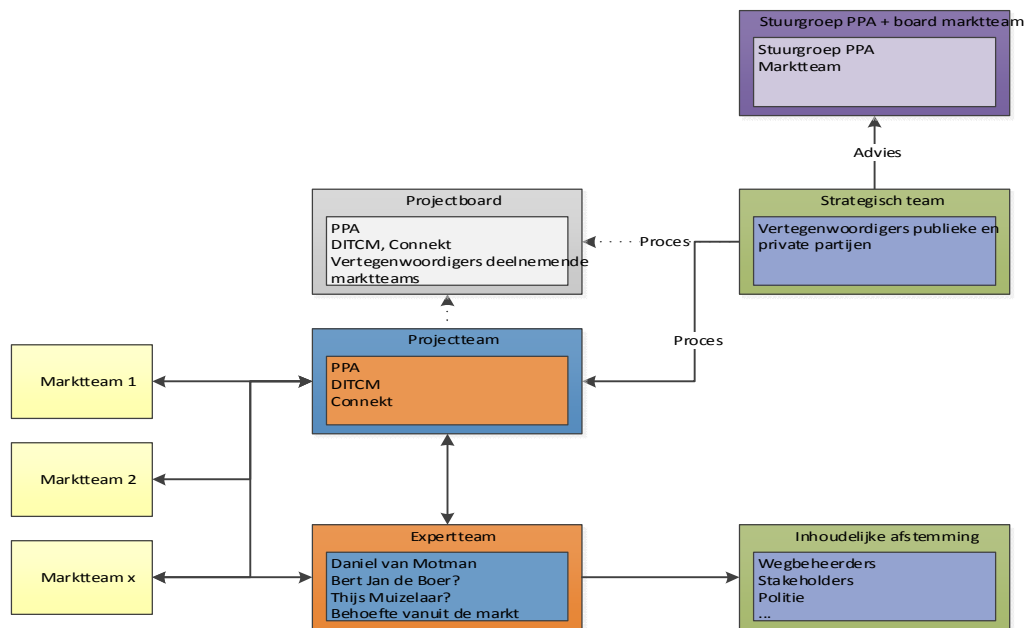 Stuurgroep PPA + board marktteam
Stuurgroep PPA
Marktteam
Advies
Projectboard
PPA
DITCM, Connekt
Vertegenwoordigers deelnemende
marktteams
Proces
Strategisch team
Vertegenwoordigers publieke en
private partijen
Proces
Projectteam
PPA
DITCM
Connekt
Marktteam 1
Marktteam 2
Marktteam x
Expertteam
Daniel van Motman
Bert Jan de Boer?
Thijs Muizelaar?
Behoefte vanuit de markt
Inhoudelijke afstemming
Wegbeheerders
Stakeholders
Politie
...